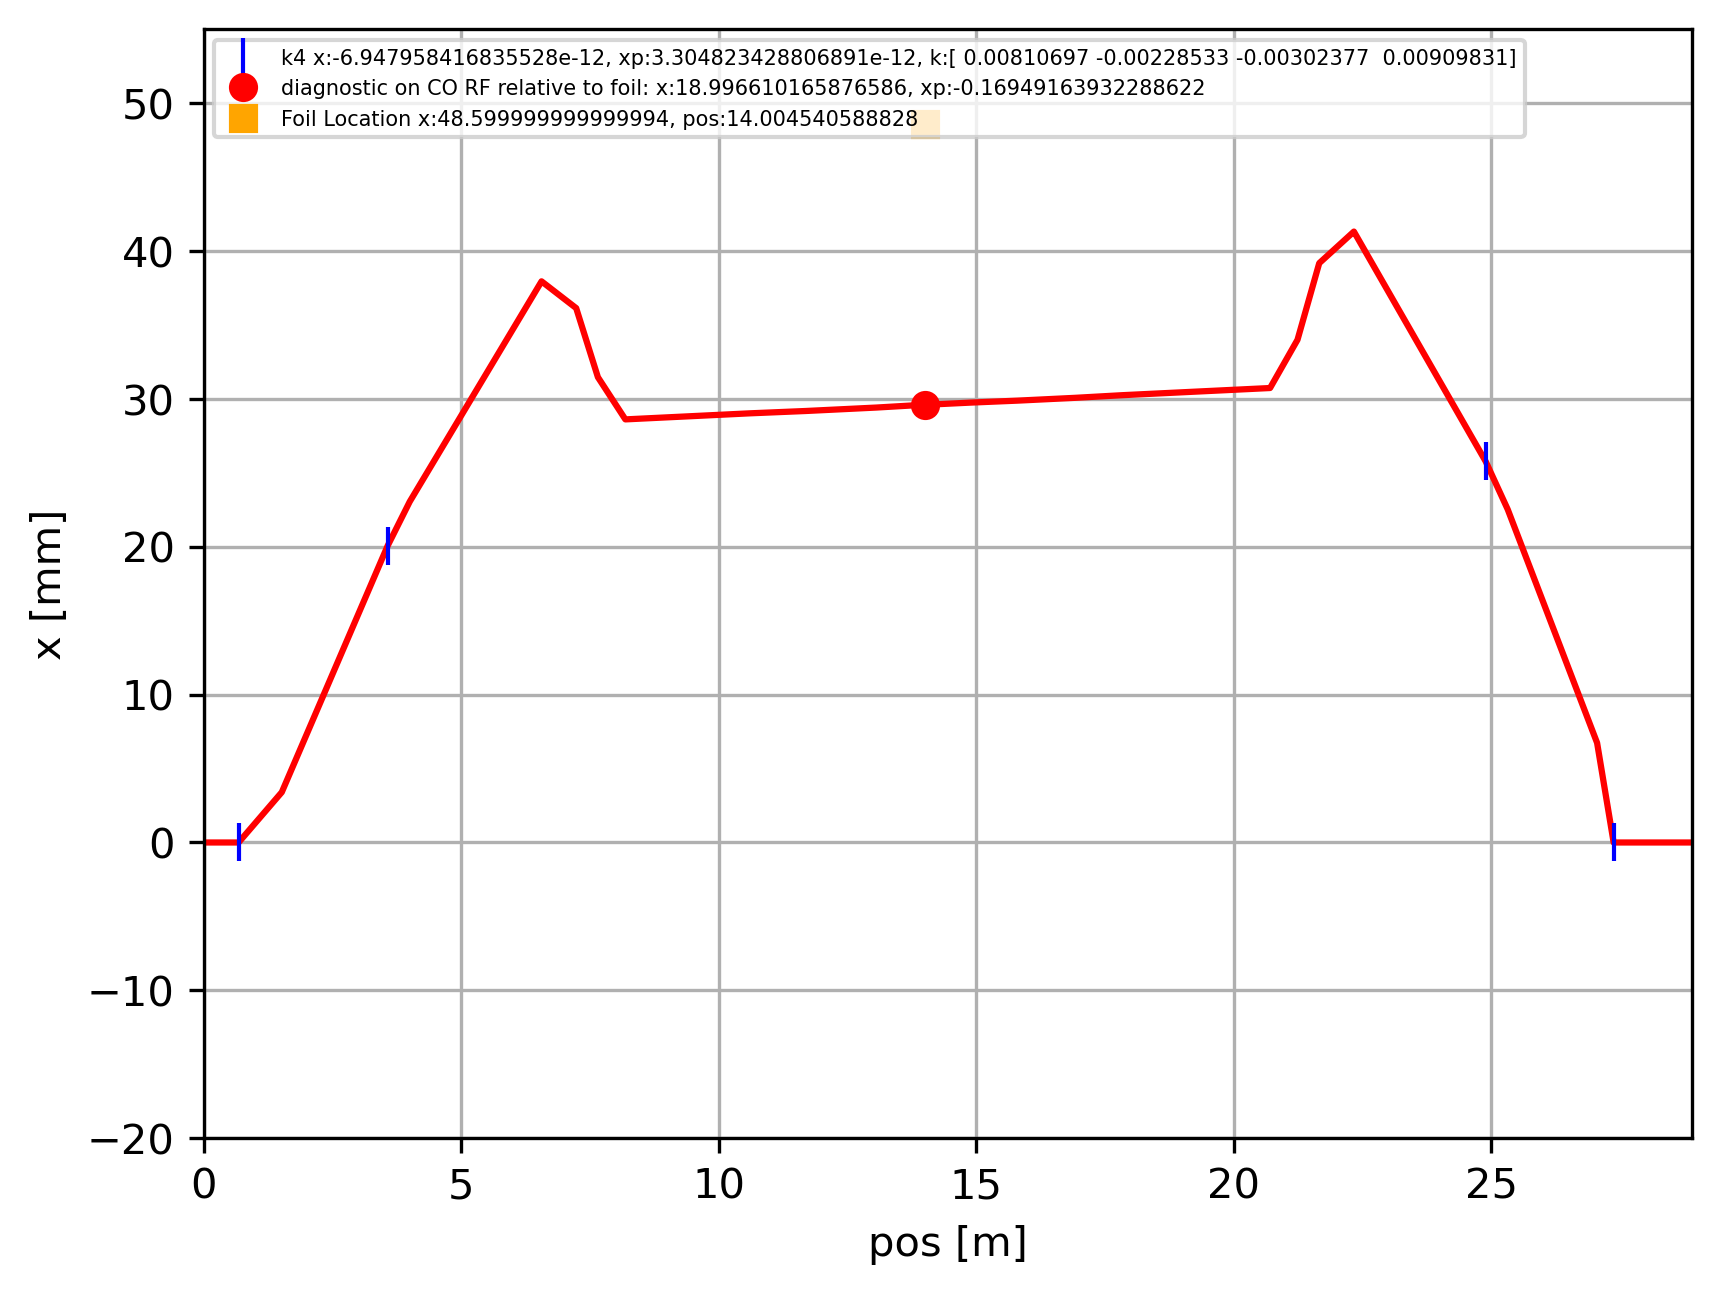 k4 x:-6.947958416835528e-12, xp:3.304823428806891e-12, k:[ 0.00810697 -0.00228533 -0.00302377  0.00909831]
diagnostic on CO RF relative to foil: x:18.996610165876586, xp:-0.16949163932288622
Foil Location x:48.599999999999994, pos:14.004540588828
50
40
30
20
10
0
−10
−20
x [mm]
0 5 10 15 20 25
pos [m]